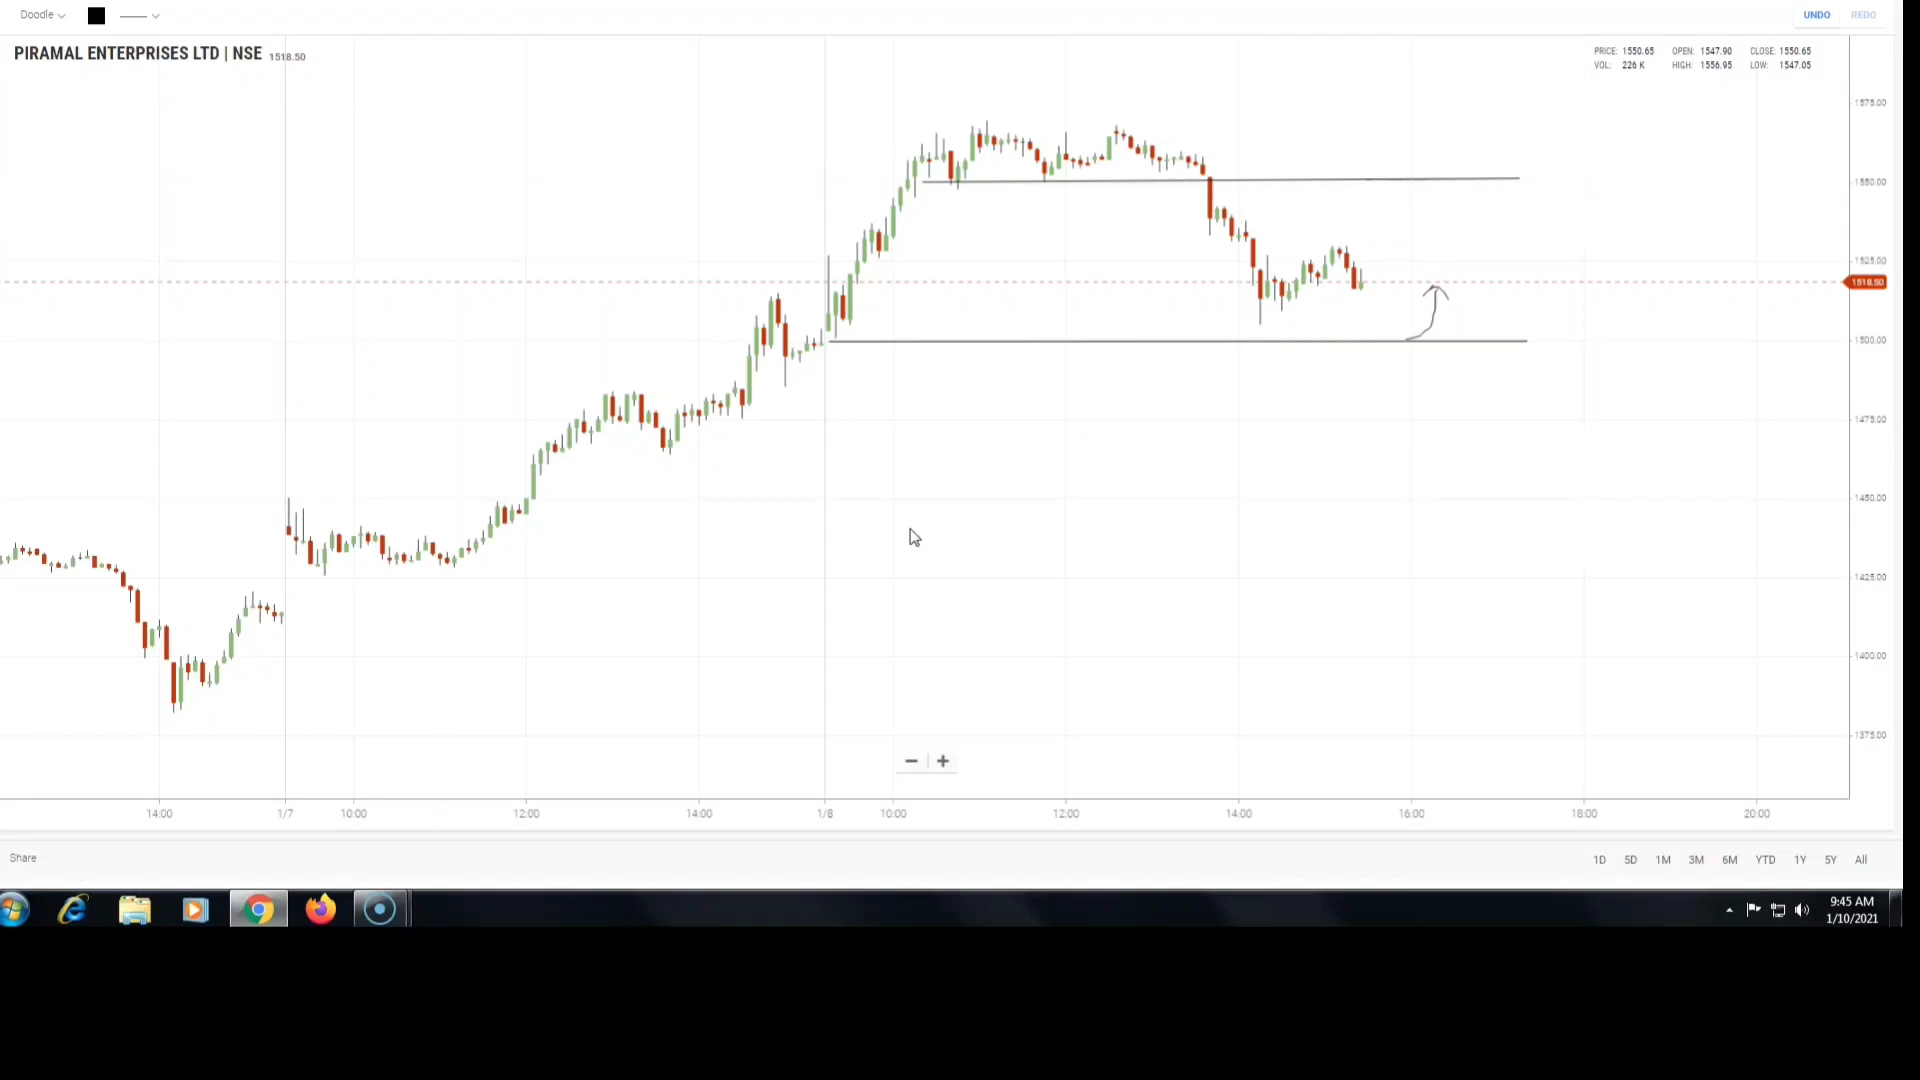 Doodle
UNDO REDO
PIRAMAL ENTERPRISES LTD | NSE 1518.50
PRICE: 1550.65 OPEN: 1547.90 CLOSE: 1550.65
VOL: 226 K HIGH: 1556.95 LOW: 1547.05
1575.00
1550.00
1525.00
1518.50
1500.00
1475.00
1450.00
1425.00
1400.00
1375.00
14:00 1/7 10:00 12:00 14:00 1/8 10:00 12:00 14:00 16:00 18:00 20:00
Share 1D 5D 1M 3M 6M YTD 1Y 5Y All
9:45 AM
1/10/2021